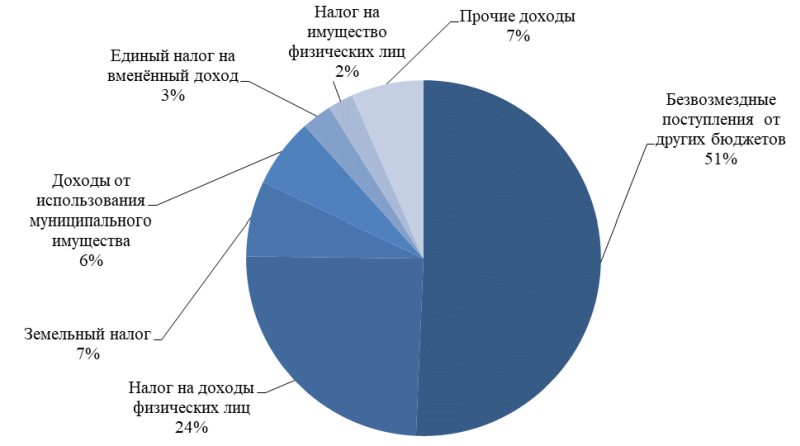 Налог на
имущество
физических лиц
2%
Прочие доходы
7%
Единый налог на
вменённый доход
3%
Безвозмездные
поступления от
других бюджетов
51%
Доходы от
использования
муниципального
имущества
6%
Земельный налог
7%
Налог на доходы
физических лиц
24%